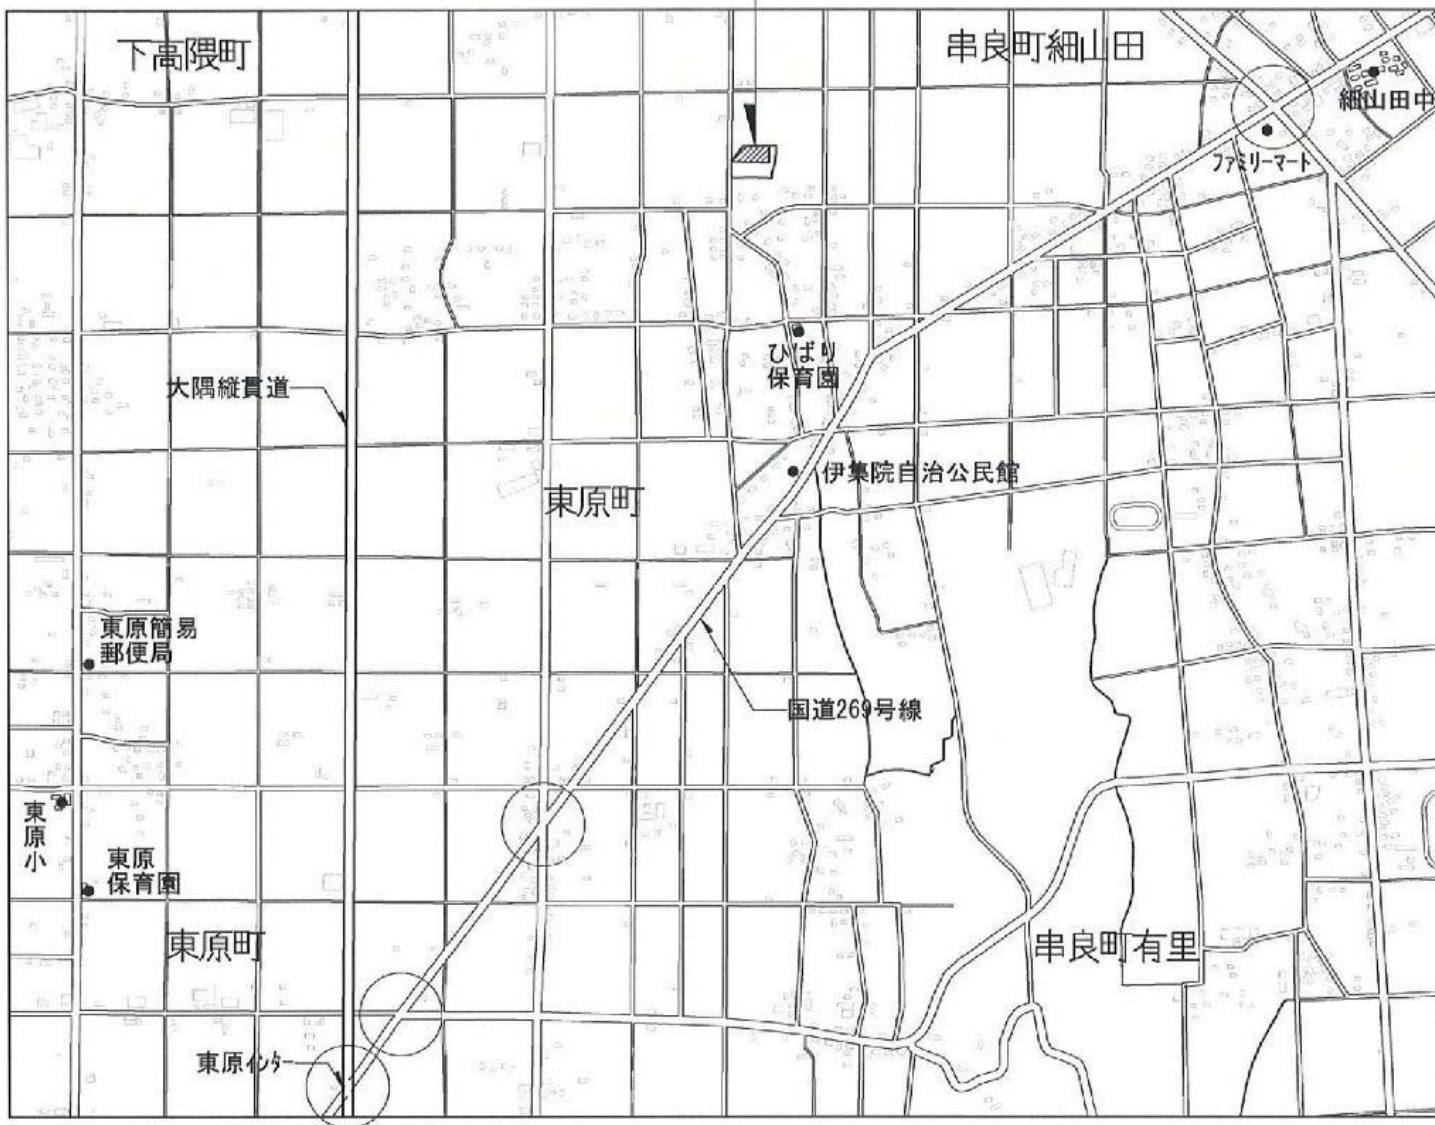 下高隈町
串良町細山田
細山田中
ファミリーマート
ひばり
保育園
大隅縦貫道
伊集院自治公民館
東原町
東原簡易
郵便局
国道269号線
東原小
東原
保育園
東原町
串良町有里
東原インター